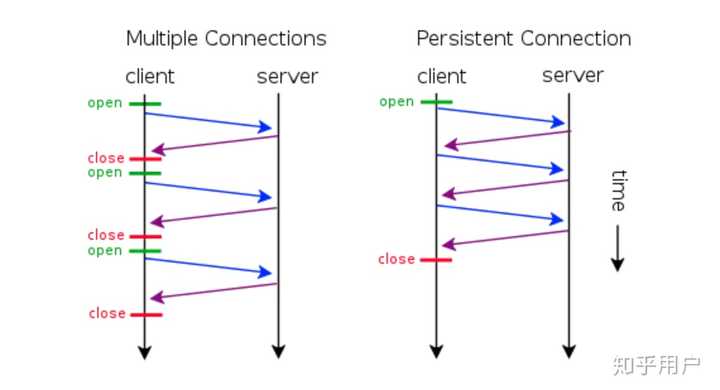 Multiple Connections
client
server
open
close
open
close
open
close
Persistent Connection
client
server
open
close
time
知乎用户